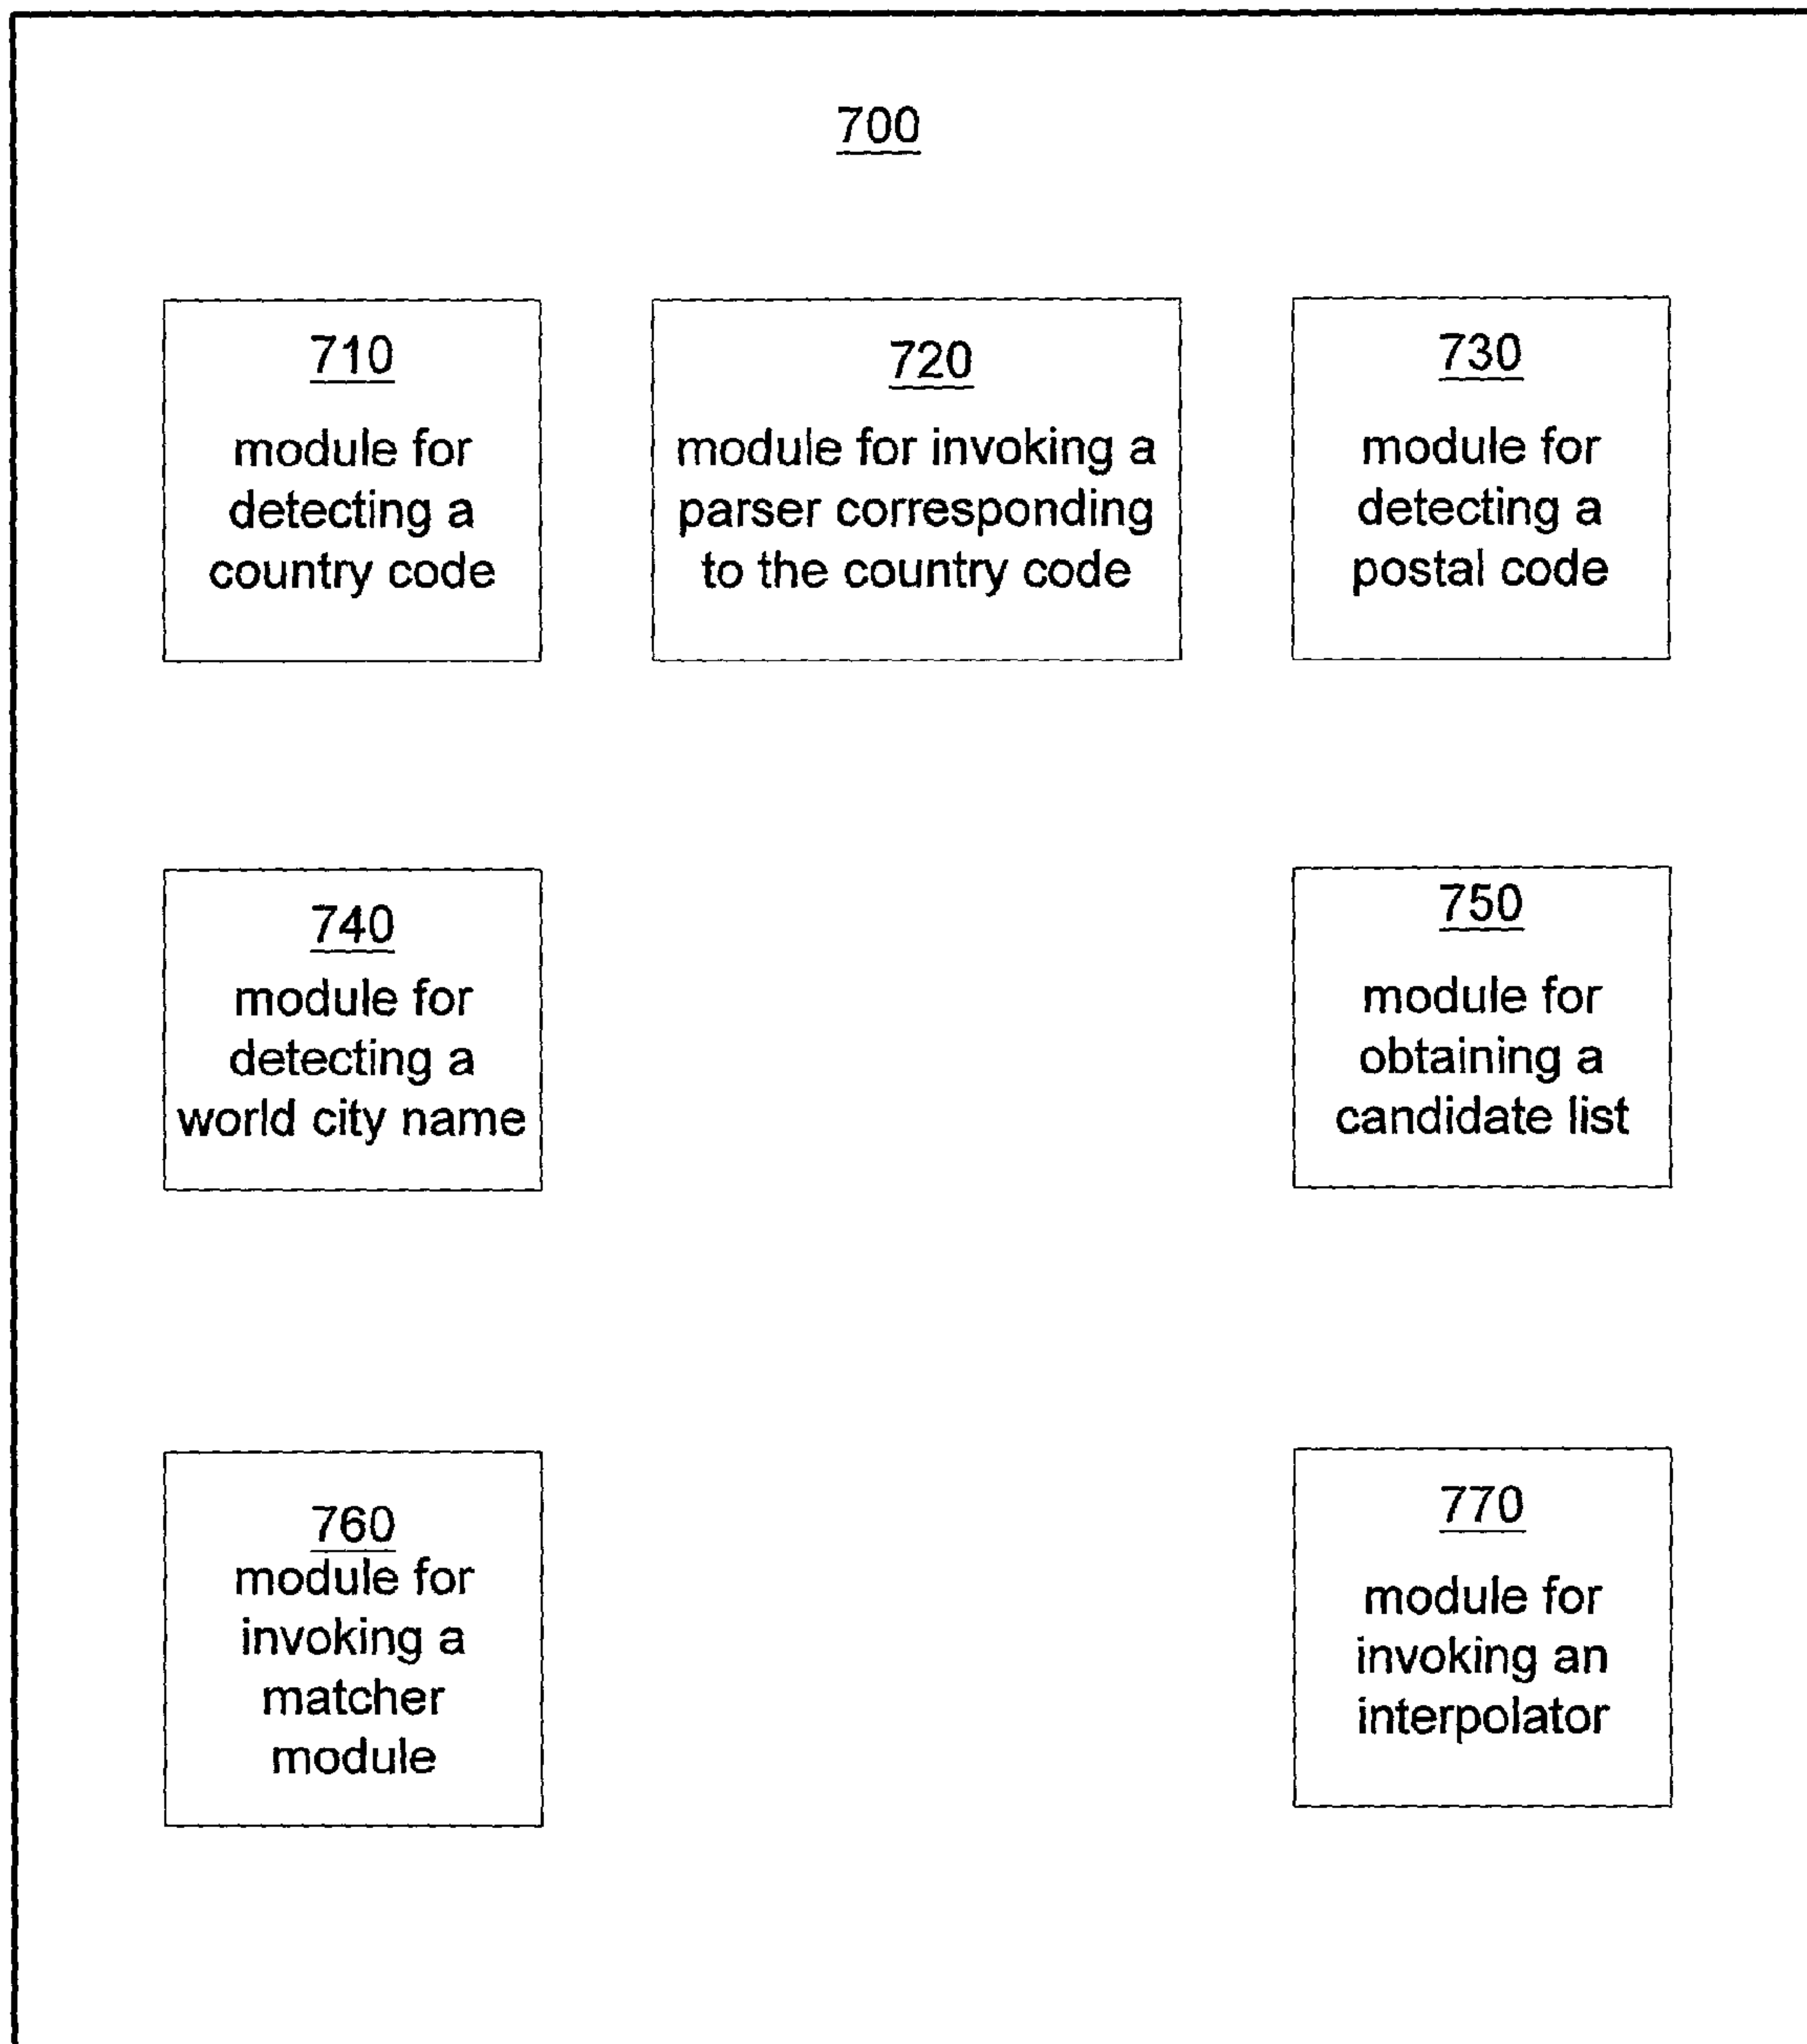 700
710
module for
detecting a
country code
720
module for invoking a
parser corresponding
to the country code
730
module for
detecting a
postal code
740
module for
detecting a
world city name
750
module for
obtaining a
candidate list
760
module for
invoking a
matcher
module
770
module for
invoking an
interpolator